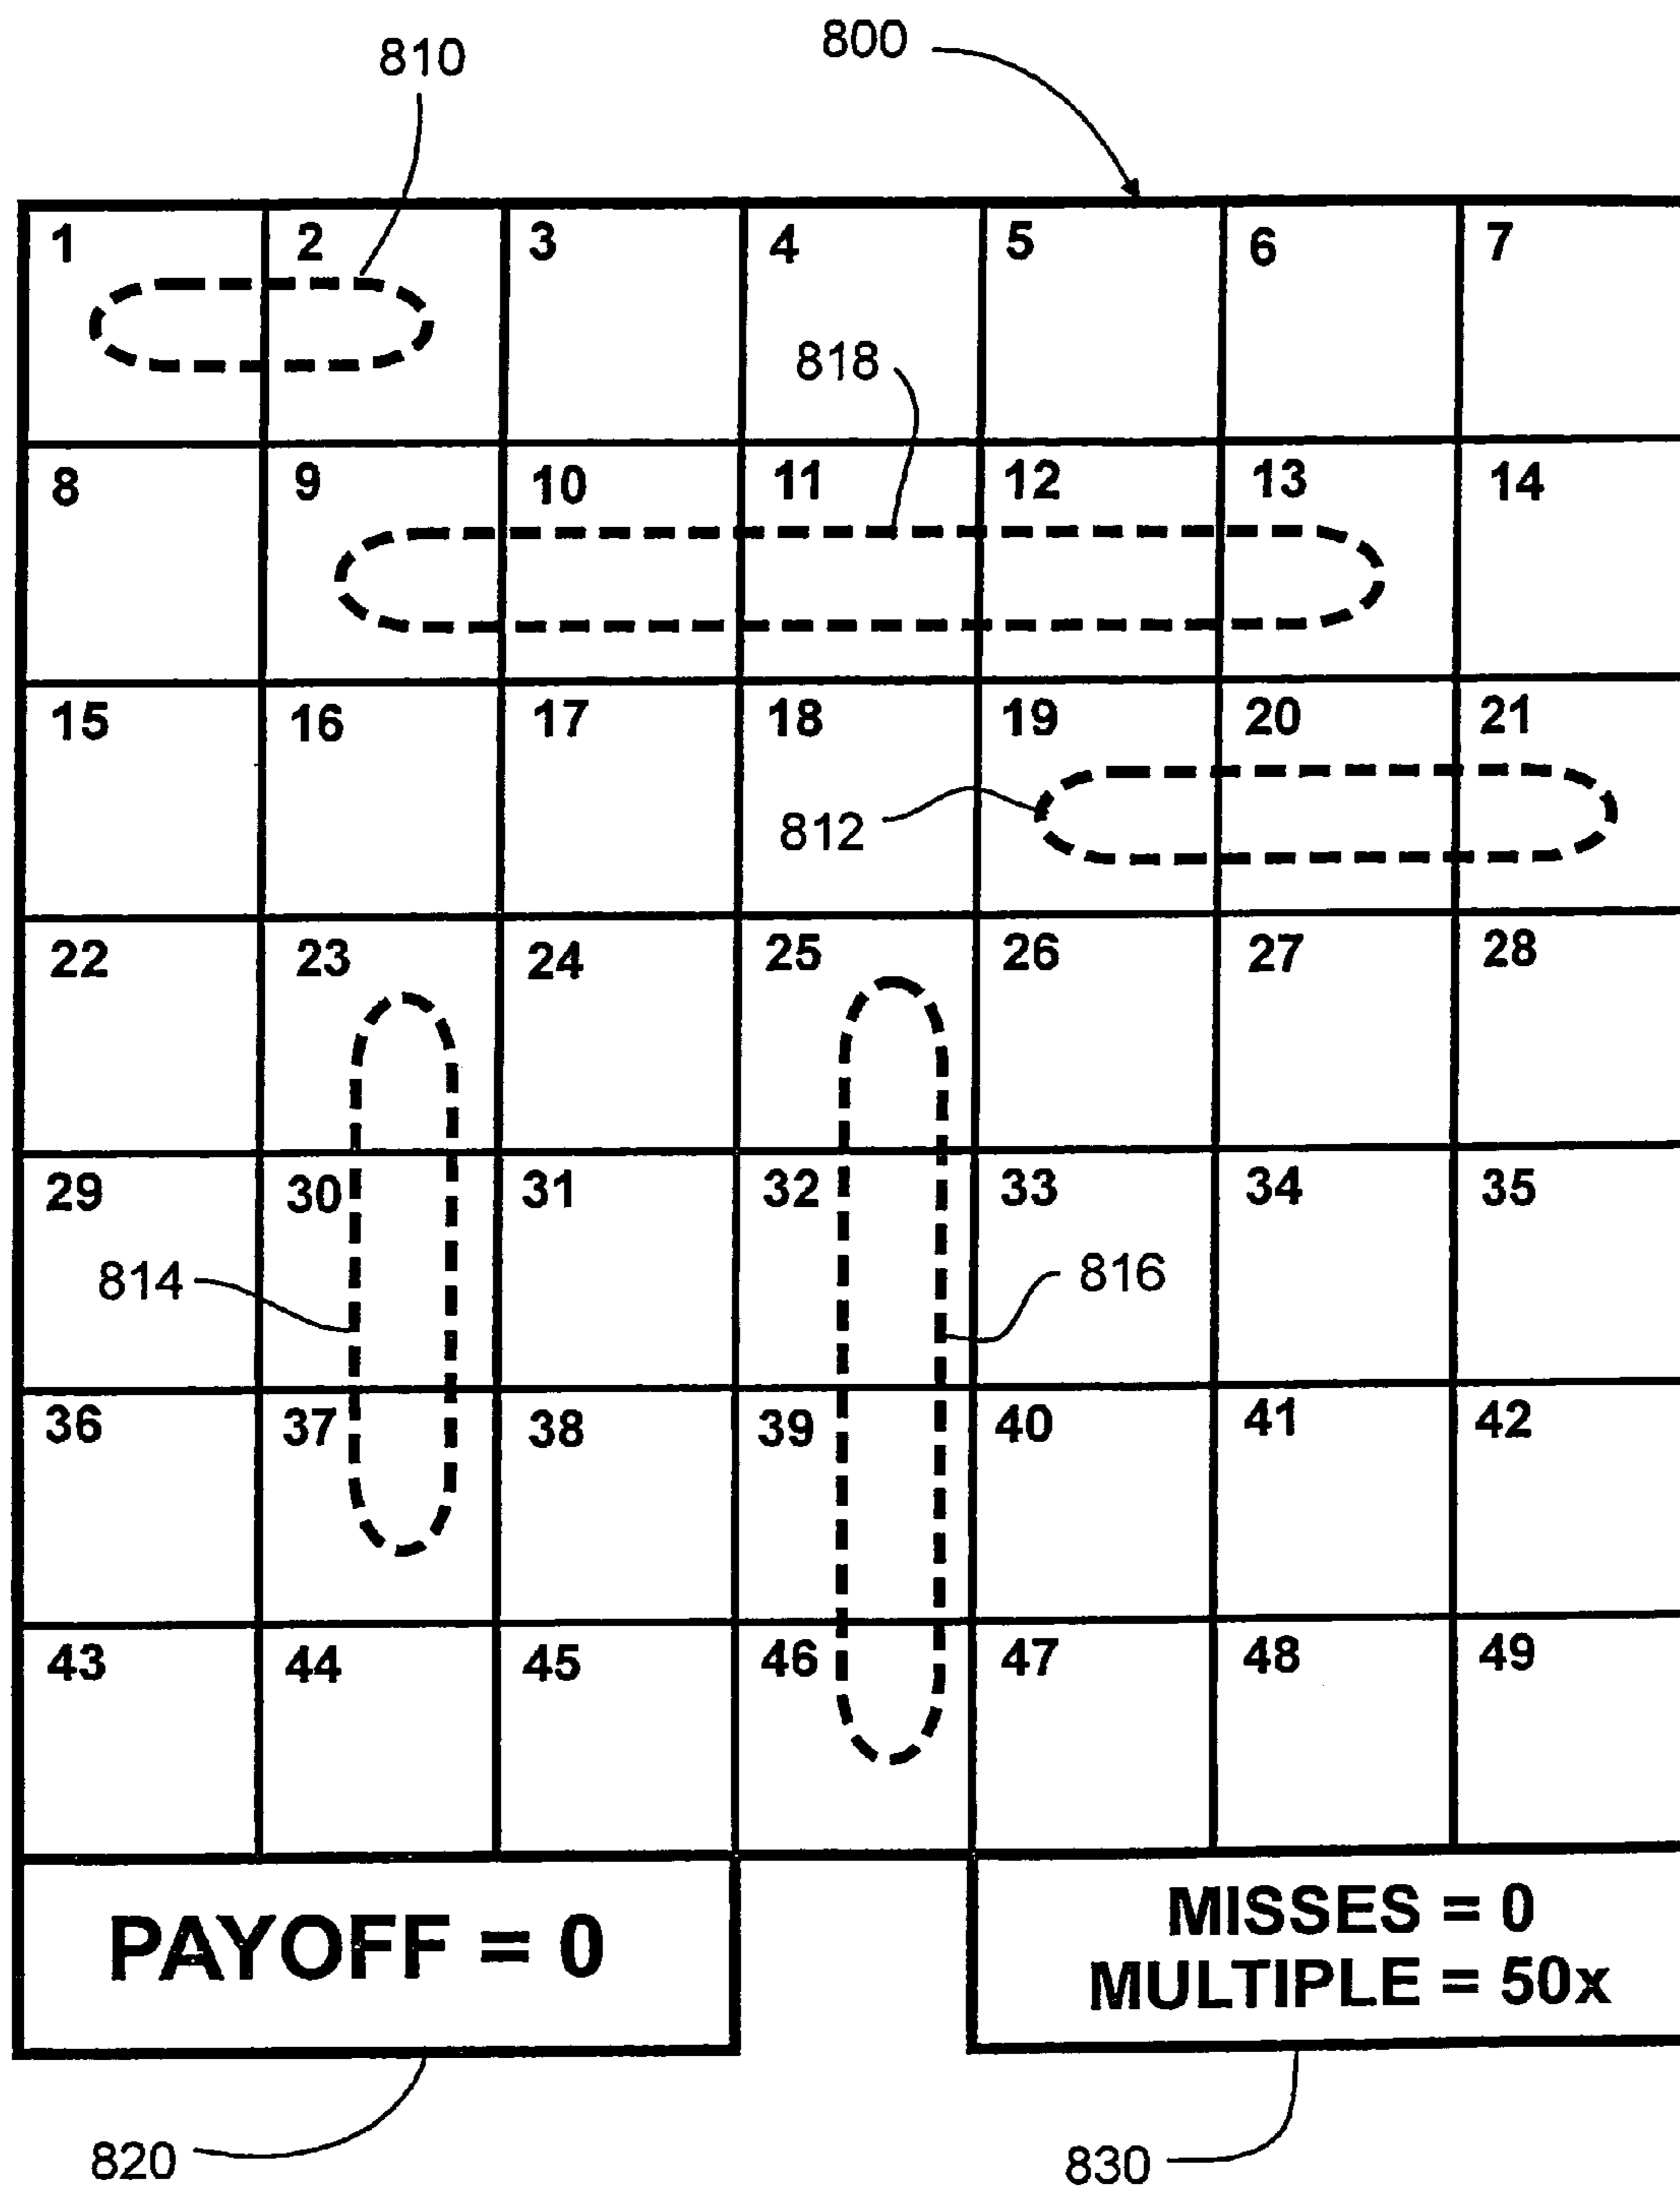 810
800
1 2 3 4 5 6 7
818
8 9 10 11 12 13 14
15 16 17 18 19 20 21
812
22 23 24 25 26 27 28
29 30 31 32 33 34 35
814
816
36 37 38 39 40 41 42
43 44 45 46 47 48 49
PAYOFF = 0
MISSES = 0
MULTIPLE = 50x
820
830